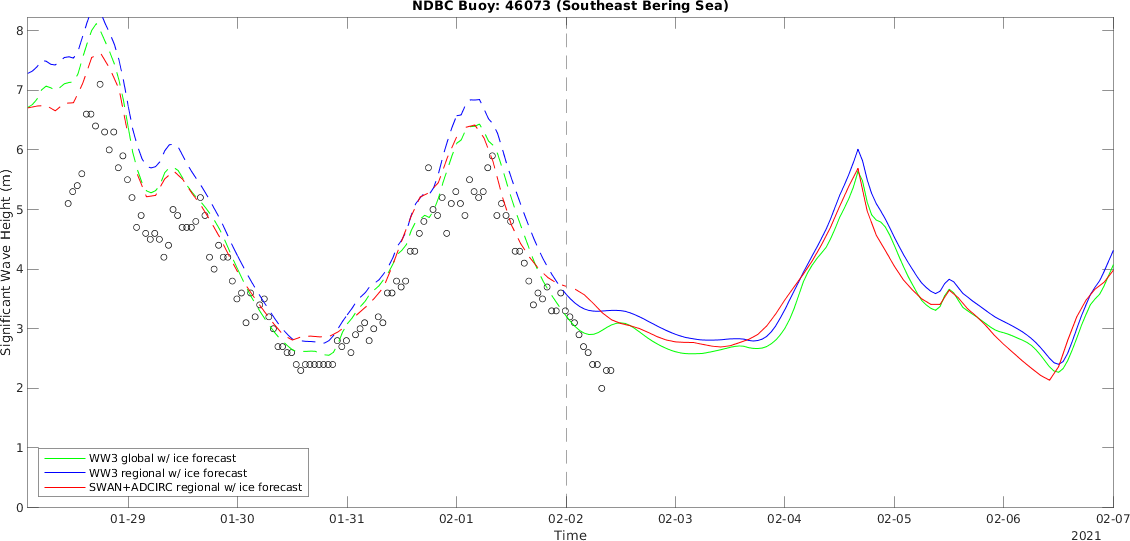 NDBC Buoy: 46073 (Southeast Bering Sea)
Significant Wave Height (m)
8
7
6
5
4
3
2
1
0
WW3 global w/ ice forecast
WW3 regional w/ ice forecast
SWAN+ADCIRC regional w/ ice forecast
01-29 01-30 01-31 02-01 02-02 02-03 02-04 02-05 02-06 02-07
Time
2021